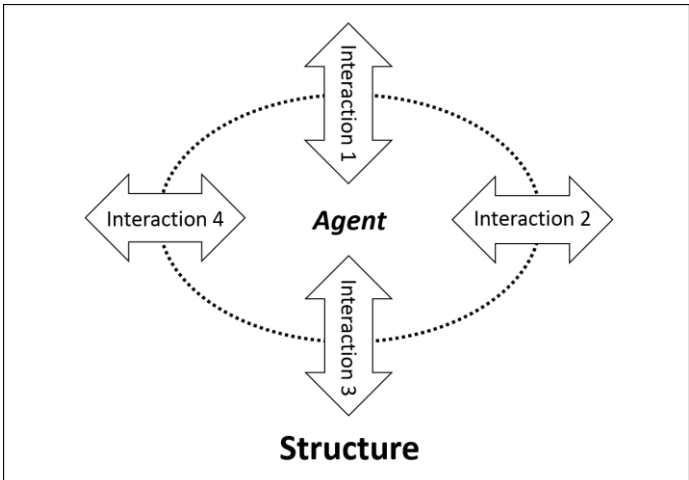 Interaction 1
Interaction 4
Agent
Interaction 2
Interaction 3
Structure